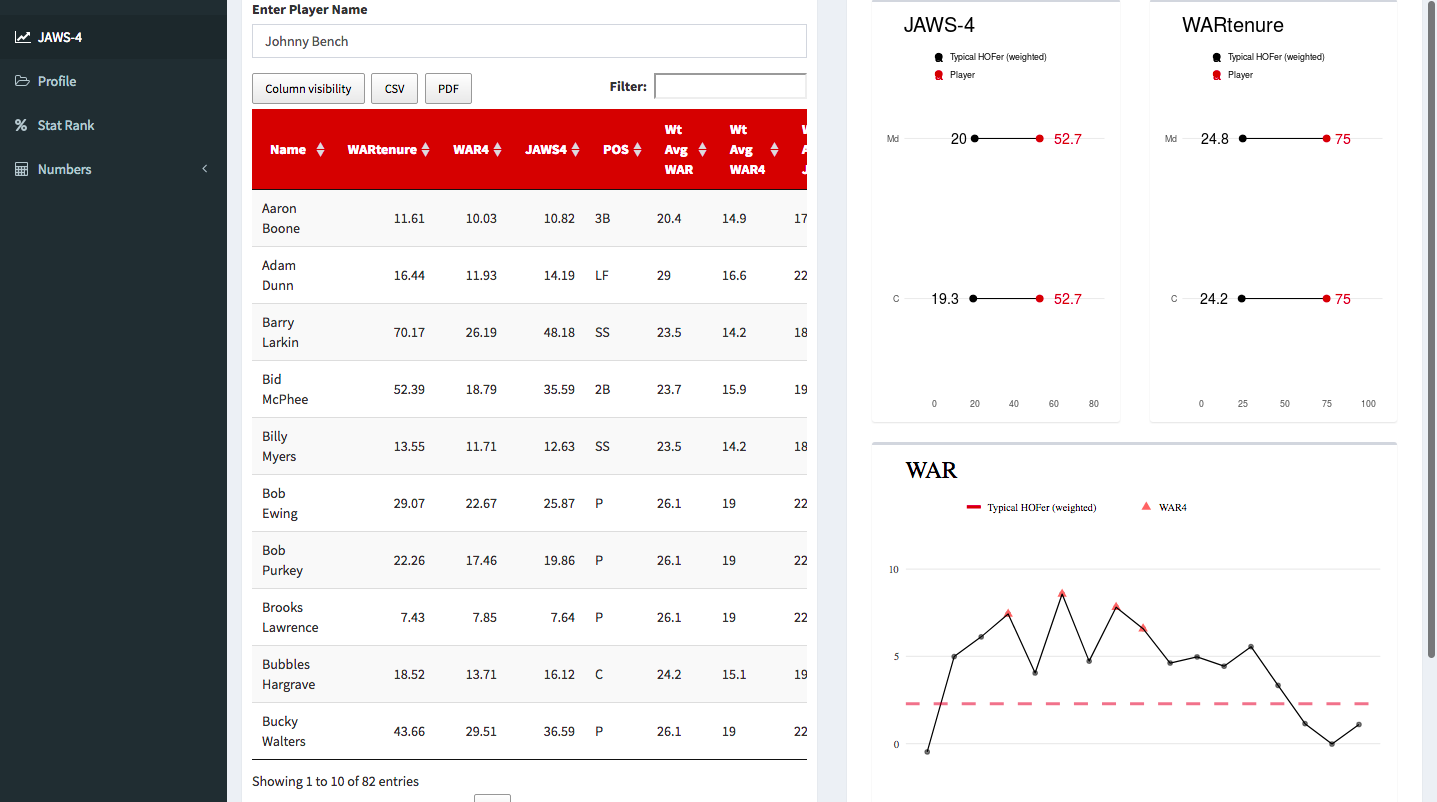 JAWS-4
Profile
Stat Rank
Numbers
Enter Player Name
Johnny Bench
Column visibility CSV PDF Filter:
Name WARtenure WAR4 JAWS4 POS Wt Avg WAR Wt Avg WAR4
Aaron Boone 11.61 10.03 10.82 3B 20.4 14.9 17
Adam Dunn 16.44 11.93 14.19 LF 29 16.6 22
Barry Larkin 70.17 26.19 48.18 SS 23.5 14.2 18
Bid McPhee 52.39 18.79 35.59 2B 23.7 15.9 19
Billy Myers 13.55 11.71 12.63 SS 23.5 14.2 18
Bob Ewing 29.07 22.67 25.87 P 26.1 19 22
Bob Purkey 22.26 17.46 19.86 P 26.1 19 22
Brooks Lawrence 7.43 7.85 7.64 P 26.1 19 22
Bubbles Hargrave 18.52 13.71 16.12 C 24.2 15.1 19
Bucky Walters 43.66 29.51 36.59 P 26.1 19 22
Showing 1 to 10 of 82 entries
JAWS-4
Typical HOFer (weighted)
Player
Md 20 52.7
C 19.3 52.7
0 20 40 60 80
WARtenure
Typical HOFer (weighted)
Player
Md 24.8 75
C 24.2 75
0 25 50 75 100
WAR
Typical HOFer (weighted) WAR4
10
5
0